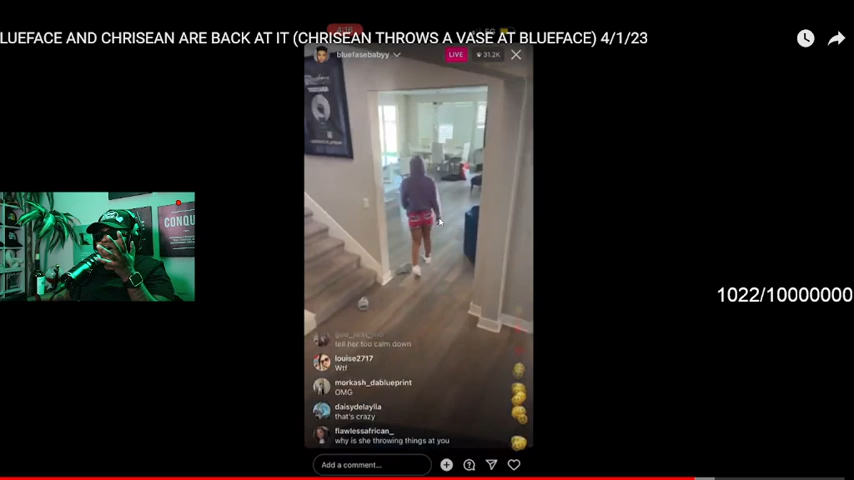 LUEFACE AND CHRISEAN ARE BACK AT IT (CHRISEAN THROWS A VASE AT BLUEFACE) 4/1/23
bluefasebabyy
LIVE
31.2K
CONQU
1022/10000000
tell her too calm down
louise2717
Wtf
morkash_dablueprint
OMG
daisydelaylla
that's crazy
flawlessafrican_
why is she throwing things at you
Add a comment...